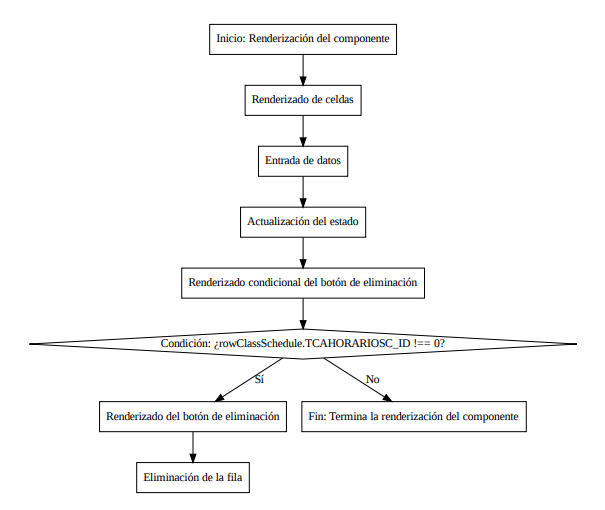 Inicio: Renderización del componente
Renderizado de celdas
Entrada de datos
Actualización del estado
Renderizado condicional del botón de eliminación
Condición: ¿rowClassSchedule.TCAHORARIOSC_ID !== 0?
Sí
No
Renderizado del botón de eliminación
Fin: Termina la renderización del componente
Eliminación de la fila